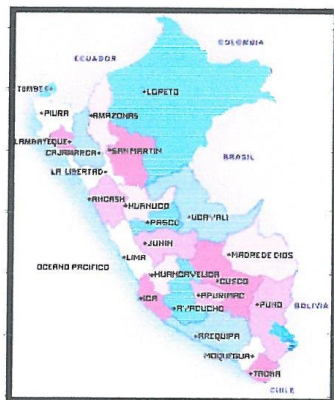 COLOMBIA
ECUADOR
TUMBES
LORETO
PIURA
AMAZONAS
LAMBAYEQUE
CAJAMARCA
SAN MARTIN
BRASIL
LA LIBERTAD
ANCASH
HUANUCO
UCAYALI
PASCO
JUNIN
LIMA
MADRE DE DIOS
OCEANO PACIFICO
HUANCAVELICA
CUSCO
ICA
APURIMAC
PUNO
BOLIVIA
AYACUCHO
AREQUIPA
MOQUEGUA
TACNA
CHILE